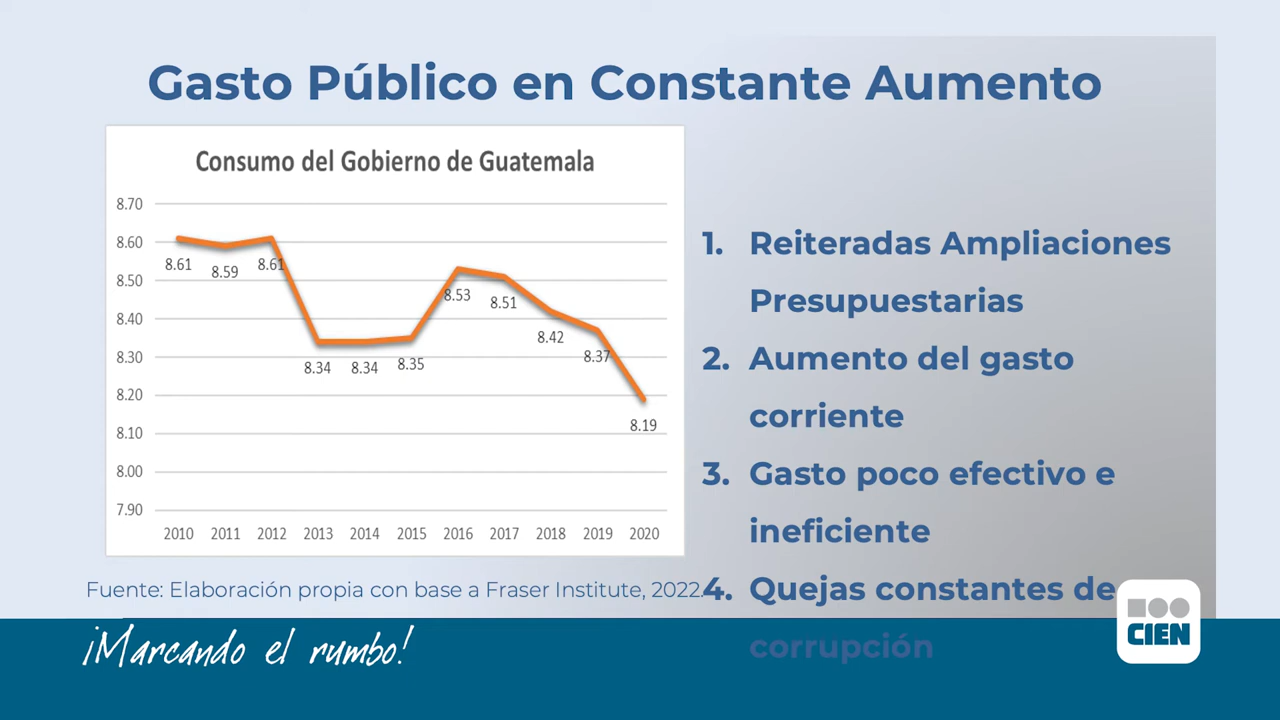 Gasto Público en Constante Aumento
Consumo del Gobierno de Guatemala
8.70
8.60
8.50
8.40
8.30
8.20
8.10
8.00
7.90
8.61
8.59
8.61
8.34
8.34
8.35
8.53
8.51
8.42
8.37
8.19
2010 2011 2012 2013 2014 2015 2016 2017 2018 2019 2020
Fuente: Elaboración propia con base a Fraser Institute, 2022.
1. Reiteradas Ampliaciones
Presupuestarias
2. Aumento del gasto
corriente
3. Gasto poco efectivo e
ineficiente
4. Quejas constantes de
corrupción
¡Marcando el rumbo!
CIEN